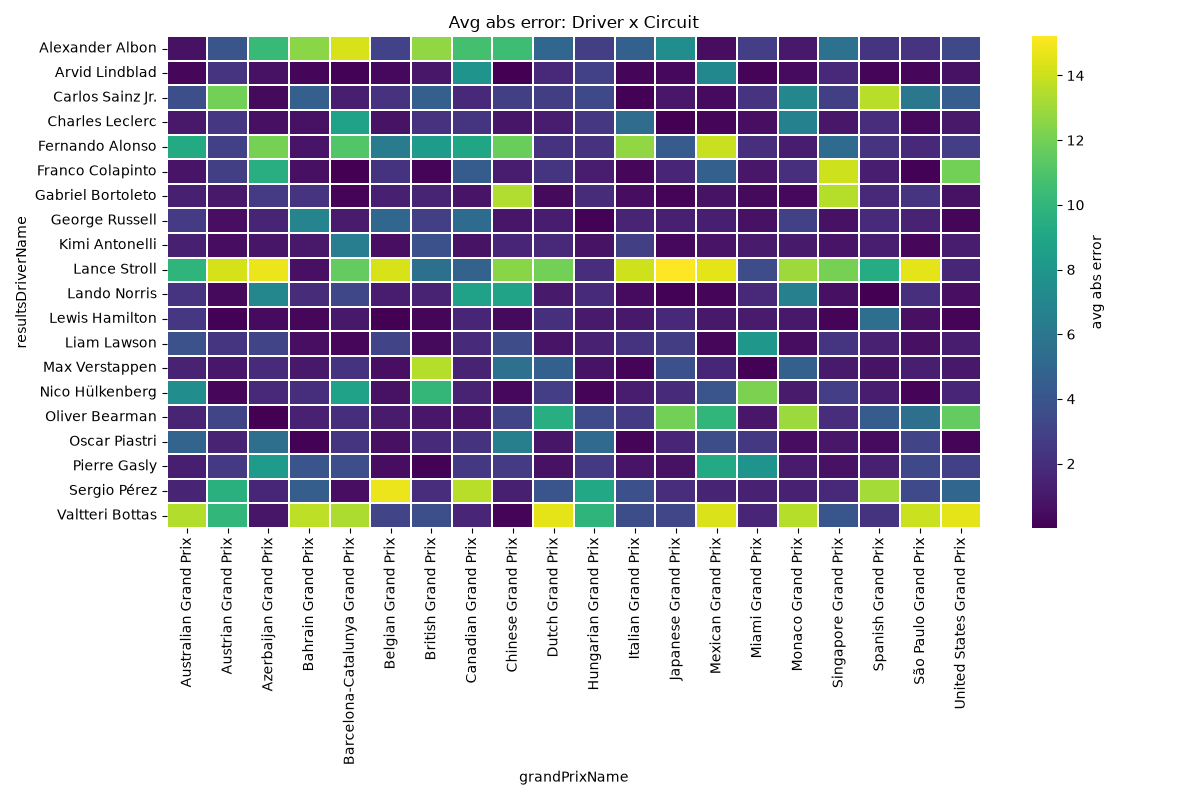 Avg abs error: Driver x Circuit
resultsDriverName
Alexander Albon
Arvid Lindblad
Carlos Sainz Jr.
Charles Leclerc
Fernando Alonso
Franco Colapinto
Gabriel Bortoleto
George Russell
Kimi Antonelli
Lance Stroll
Lando Norris
Lewis Hamilton
Liam Lawson
Max Verstappen
Nico Hülkenberg
Oliver Bearman
Oscar Piastri
Pierre Gasly
Sergio Pérez
Valtteri Bottas
Australian Grand Prix
Austrian Grand Prix
Azerbaijan Grand Prix
Bahrain Grand Prix
Barcelona-Catalunya Grand Prix
Belgian Grand Prix
British Grand Prix
Canadian Grand Prix
Chinese Grand Prix
Dutch Grand Prix
Hungarian Grand Prix
Italian Grand Prix
Japanese Grand Prix
Mexican Grand Prix
Miami Grand Prix
Monaco Grand Prix
Singapore Grand Prix
Spanish Grand Prix
São Paulo Grand Prix
United States Grand Prix
grandPrixName
14
12
10
8
6
4
2
avg abs error